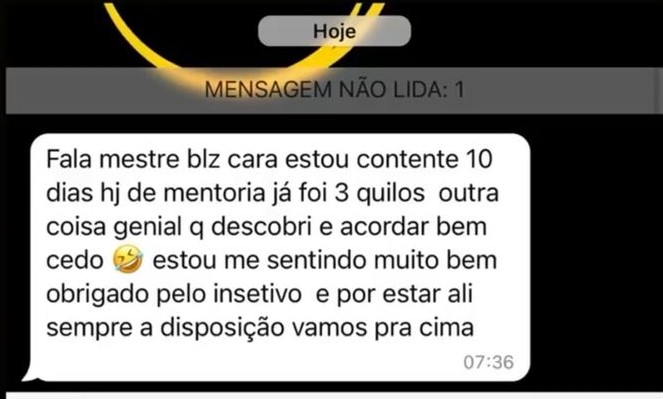 Hoje
MENSAGEM NÃO LIDA: 1
Fala mestre blz cara estou contente 10
dias hj de mentoria já foi 3 quilos outra
coisa genial q descobri e acordar bem
cedo 🤣 estou me sentindo muito bem
obrigado pelo insetivo e por estar ali
sempre a disposição vamos pra cima
07:36